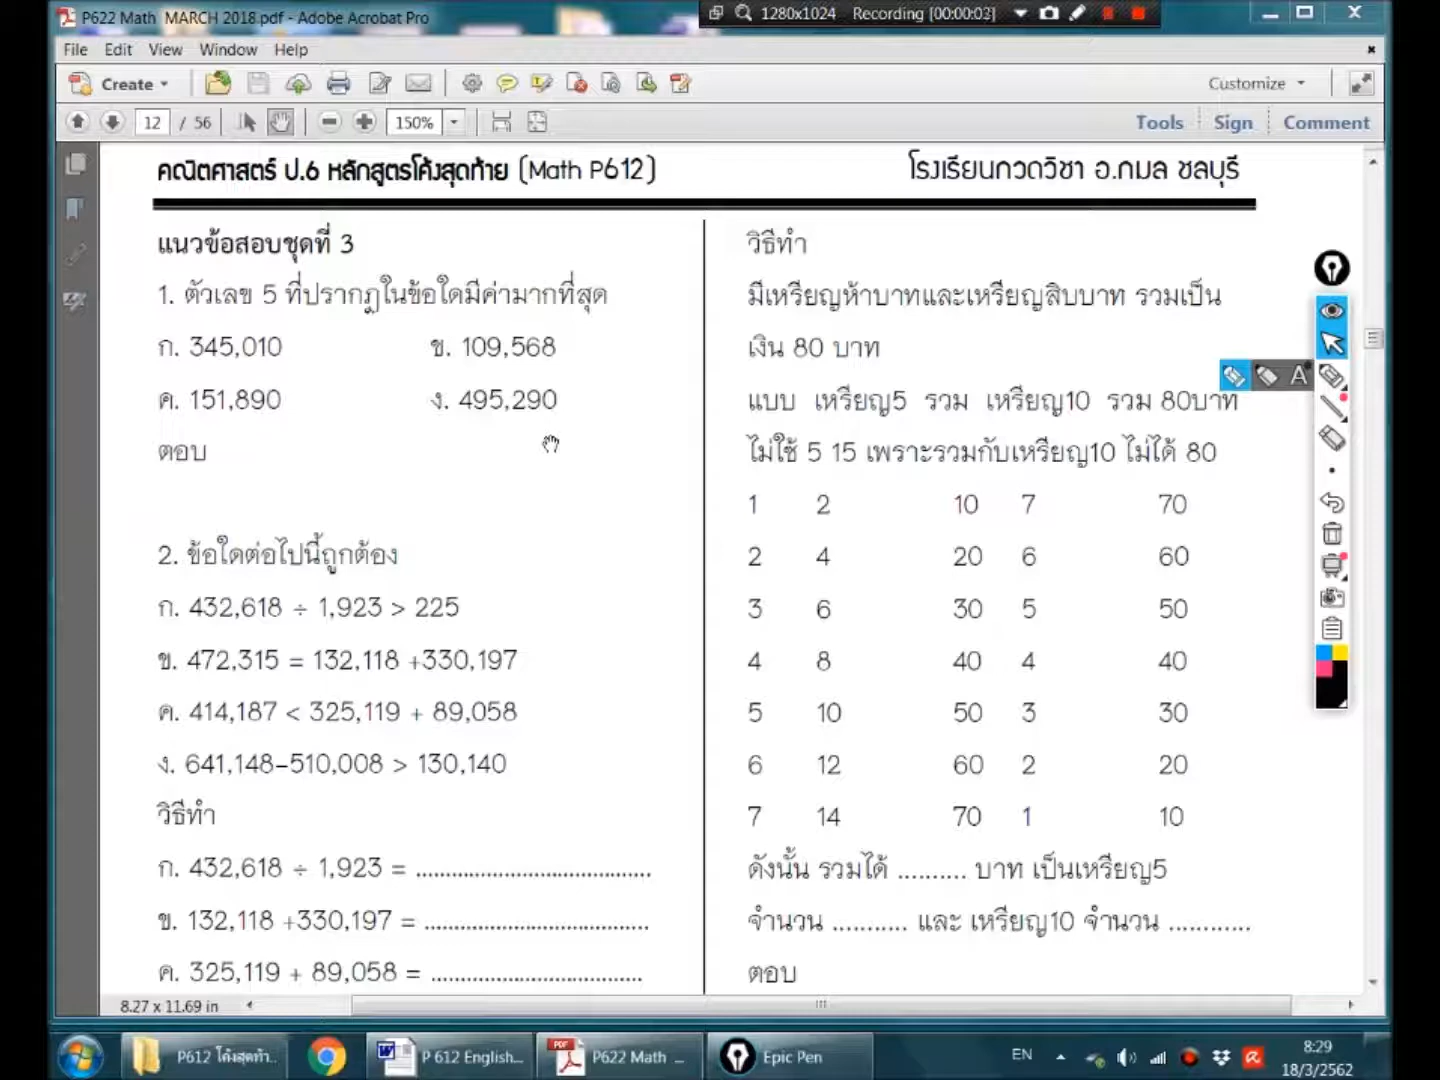 P622 Math MARCH 2018.pdf - Adobe Acrobat Pro
1280x1024 Recording [00:00:03]
File Edit View Window Help
Create
Customize
12 / 56
150%
Tools Sign Comment
คณิตศาสตร์ ป.6 หลักสูตรโค้งสุดท้าย (Math P612)
โรงเรียนกวดวิชา อ.กมล ชลบุรี
แนวข้อสอบชุดที่ 3
1. ตัวเลข 5 ที่ปรากฏในข้อใดมีค่ามากที่สุด
ก. 345,010 ข. 109,568
ค. 151,890 ง. 495,290
ตอบ
2. ข้อใดต่อไปนี้ถูกต้อง
ก. 432,618 ÷ 1,923 > 225
ข. 472,315 = 132,118 +330,197
ค. 414,187 < 325,119 + 89,058
ง. 641,148-510,008 > 130,140
วิธีทำ
ก. 432,618 ÷ 1,923 = ........................................
ข. 132,118 +330,197 = ......................................
ค. 325,119 + 89,058 = ....................................
วิธีทำ
มีเหรียญห้าบาทและเหรียญสิบบาท รวมเป็น
เงิน 80 บาท
แบบ เหรียญ5 รวม เหรียญ10 รวม 80บาท
ไม่ใช้ 5 15 เพราะรวมกับเหรียญ10 ไม่ได้ 80
1 2 10 7 70
2 4 20 6 60
3 6 30 5 50
4 8 40 4 40
5 10 50 3 30
6 12 60 2 20
7 14 70 1 10
ดังนั้น รวมได้ .......... บาท เป็นเหรียญ5
จำนวน ........... และ เหรียญ10 จำนวน ............
ตอบ
A
8.27 x 11.69 in
P612 โค้งสุดท้า...
P 612 English...
P622 Math ...
Epic Pen
EN
8:29
18/3/2562